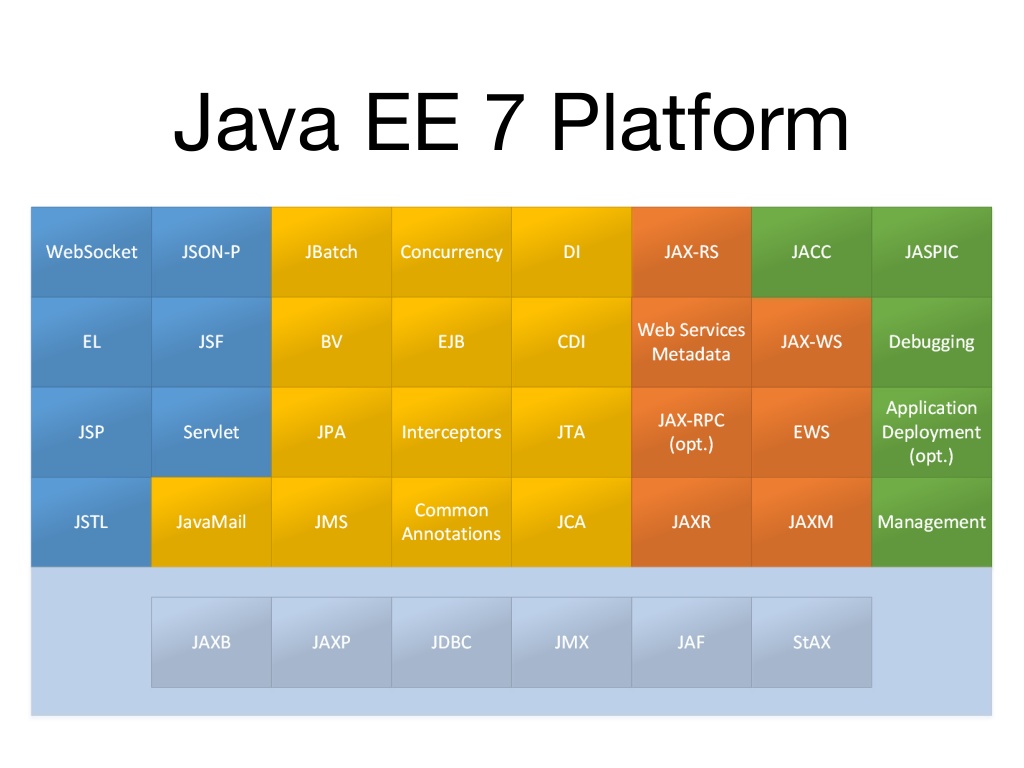 Java EE 7 Platform
WebSocket
JSON-P
JBatch
Concurrency
DI
JAX-RS
JACC
JASPIC
EL
JSF
BV
EJB
CDI
Web Services
Metadata
JAX-WS
Debugging
JSP
Servlet
JPA
Interceptors
JTA
JAX-RPC
(opt.)
EWS
Application
Deployment
(opt.)
JSTL
JavaMail
JMS
Common
Annotations
JCA
JAXR
JAXM
Management
JAXB
JAXP
JDBC
JMX
JAF
StAX